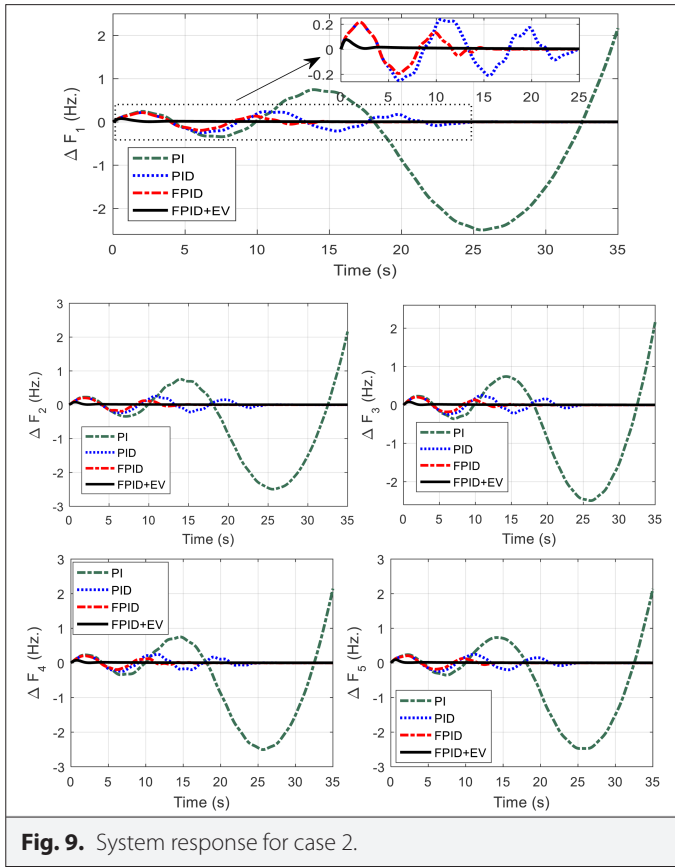 0.2
0
-0.2
0 5 10 15 20 25
2
1
0
-1
-2
Δ F1 (Hz.)
PI
PID
FPID
FPID+EV
0 5 10 15 20 25 30 35
Time (s)
3
2
1
0
-1
-2
-3
Δ F2 (Hz.)
PI
PID
FPID
FPID+EV
0 5 10 15 20 25 30 35
Time (s)
2
1
0
-1
-2
Δ F3 (Hz.)
PI
PID
FPID
FPID+EV
0 5 10 15 20 25 30 35
Time (s)
3
2
1
0
-1
-2
-3
Δ F4 (Hz.)
PI
PID
FPID
FPID+EV
0 5 10 15 20 25 30 35
Time (s)
3
2
1
0
-1
-2
-3
Δ F5 (Hz.)
PI
PID
FPID
FPID+EV
0 5 10 15 20 25 30 35
Time (s)
Fig. 9. System response for case 2.